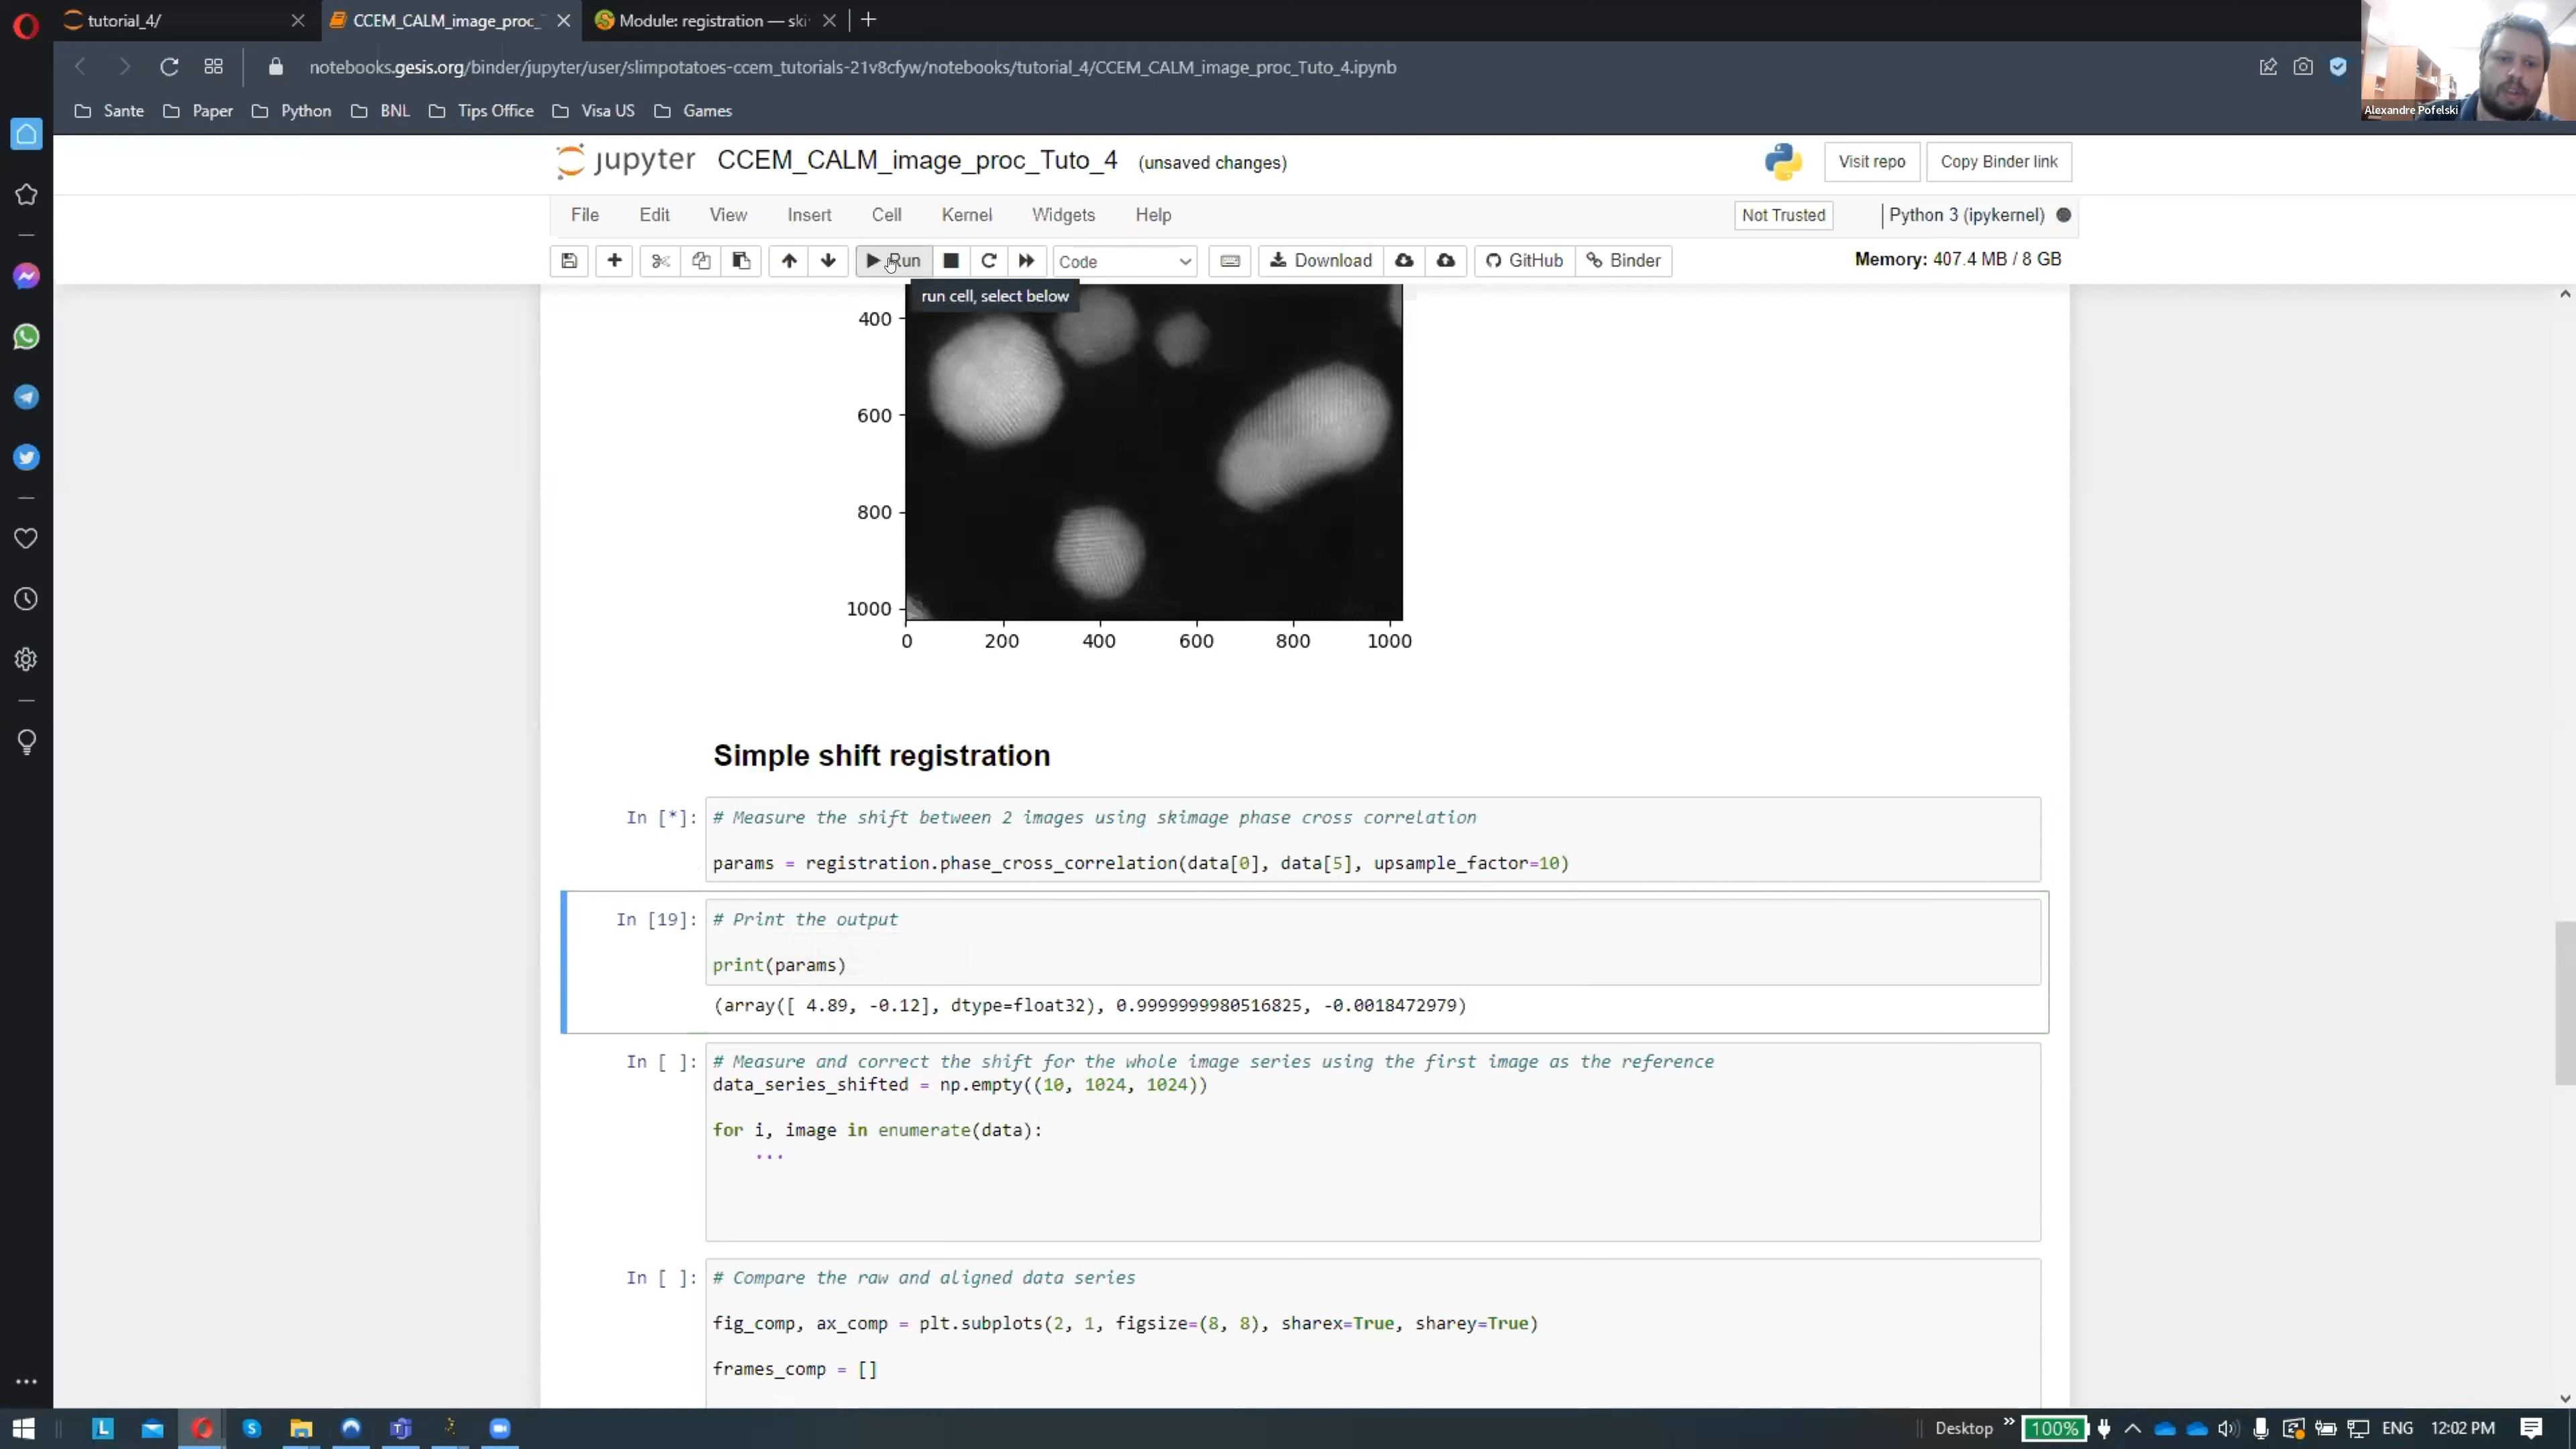 tutorial_4/
CCEM_CALM_image_proc_
Module: registration — ski
notebooks.gesis.org/binder/jupyter/user/slimpotatoes-ccem_tutorials-21v8cfyw/notebooks/tutorial_4/CCEM_CALM_image_proc_Tuto_4.ipynb
Alexandre Pofelski
Sante Paper Python BNL Tips Office Visa US Games
jupyter CCEM_CALM_image_proc_Tuto_4 (unsaved changes)
Visit repo Copy Binder link
File Edit View Insert Cell Kernel Widgets Help
Not Trusted Python 3 (ipykernel)
Run Code Download GitHub Binder
Memory: 407.4 MB / 8 GB
run cell, select below
400
600
800
1000
0 200 400 600 800 1000
Simple shift registration
In [*]: # Measure the shift between 2 images using skimage phase cross correlation
params = registration.phase_cross_correlation(data[0], data[5], upsample_factor=10)
In [19]: # Print the output
print(params)
(array([ 4.89, -0.12], dtype=float32), 0.9999999980516825, -0.0018472979)
In [ ]: # Measure and correct the shift for the whole image series using the first image as the reference
data_series_shifted = np.empty((10, 1024, 1024))
for i, image in enumerate(data):
...
In [ ]: # Compare the raw and aligned data series
fig_comp, ax_comp = plt.subplots(2, 1, figsize=(8, 8), sharex=True, sharey=True)
frames_comp = []
Desktop 100% ENG 12:02 PM